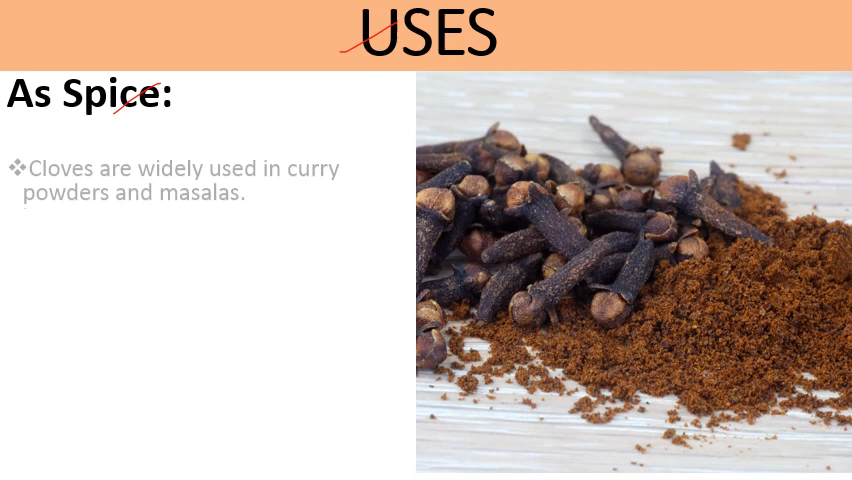 USES
As Spice:
❖Cloves are widely used in curry
powders and masalas.